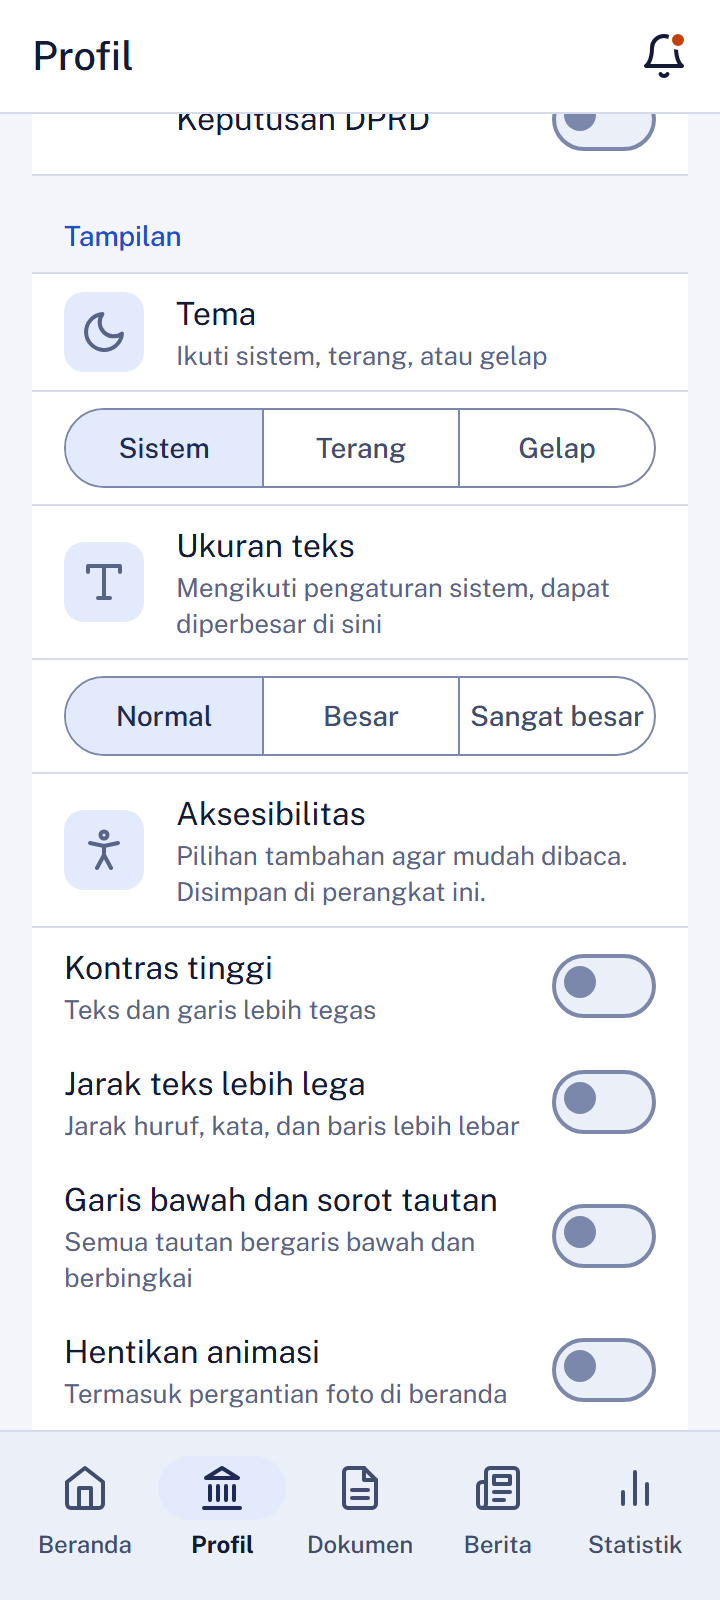 Profil
Keputusan DPRD
Tampilan
Tema
Ikuti sistem, terang, atau gelap
Sistem
Terang
Gelap
Ukuran teks
Mengikuti pengaturan sistem, dapat
diperbesar di sini
Normal
Besar
Sangat besar
Aksesibilitas
Pilihan tambahan agar mudah dibaca.
Disimpan di perangkat ini.
Kontras tinggi
Teks dan garis lebih tegas
Jarak teks lebih lega
Jarak huruf, kata, dan baris lebih lebar
Garis bawah dan sorot tautan
Semua tautan bergaris bawah dan
berbingkai
Hentikan animasi
Termasuk pergantian foto di beranda
Beranda
Profil
Dokumen
Berita
Statistik